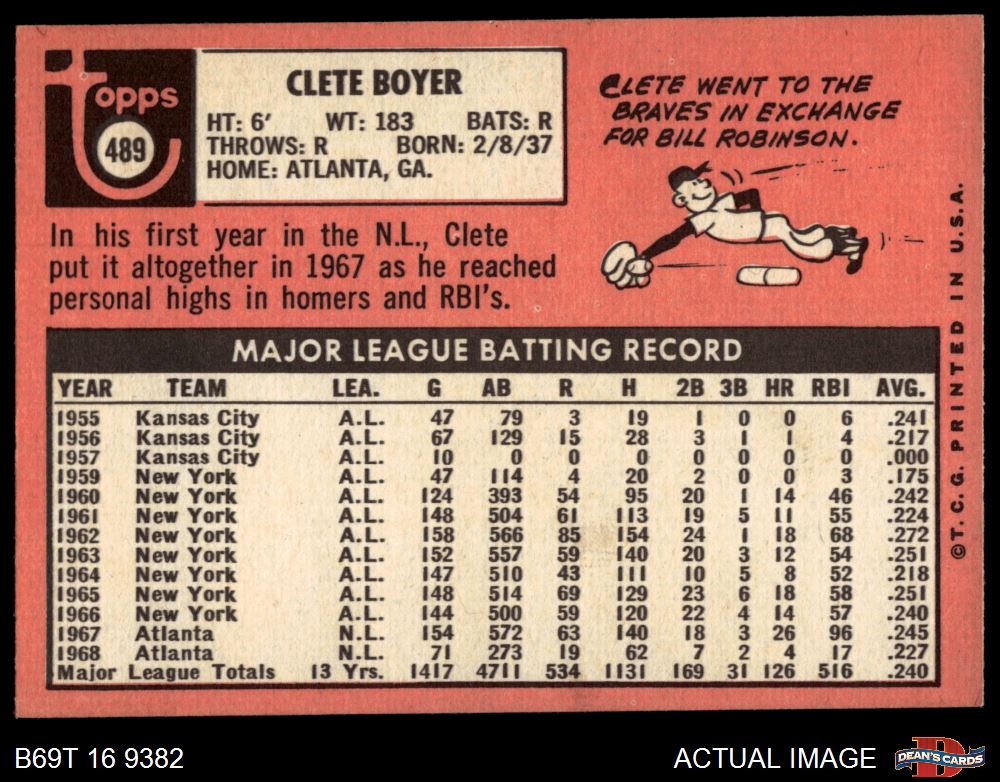 Topps
489
CLETE BOYER
HT: 6' WT: 183 BATS: R
THROWS: R BORN: 2/8/37
HOME: ATLANTA, GA.
CLETE WENT TO THE
BRAVES IN EXCHANGE
FOR BILL ROBINSON.
In his first year in the N.L., Clete
put it altogether in 1967 as he reached
personal highs in homers and RBI's.
MAJOR LEAGUE BATTING RECORD
YEAR TEAM LEA. G AB R H 2B 3B HR RBI AVG.
1955 Kansas City A.L. 47 79 3 19 1 0 0 6 .241
1956 Kansas City A.L. 67 129 15 28 3 1 1 4 .217
1957 Kansas City A.L. 10 0 0 0 0 0 0 0 .000
1959 New York A.L. 47 114 4 20 2 0 0 3 .175
1960 New York A.L. 124 393 54 95 20 1 14 46 .242
1961 New York A.L. 148 504 61 113 19 5 11 55 .224
1962 New York A.L. 158 566 85 154 24 1 18 68 .272
1963 New York A.L. 152 557 59 140 20 3 12 54 .251
1964 New York A.L. 147 510 43 111 10 5 8 52 .218
1965 New York A.L. 148 514 69 129 23 6 18 58 .251
1966 New York A.L. 144 500 59 120 22 4 14 57 .240
1967 Atlanta N.L. 154 572 63 140 18 3 26 96 .245
1968 Atlanta N.L. 71 273 19 62 7 2 4 17 .227
Major League Totals 13 Yrs. 1417 4711 534 1131 169 31 126 516 .240
©T.C.G. PRINTED IN U.S.A.
B69T 16 9382
ACTUAL IMAGE
D
DEAN'S CARDS